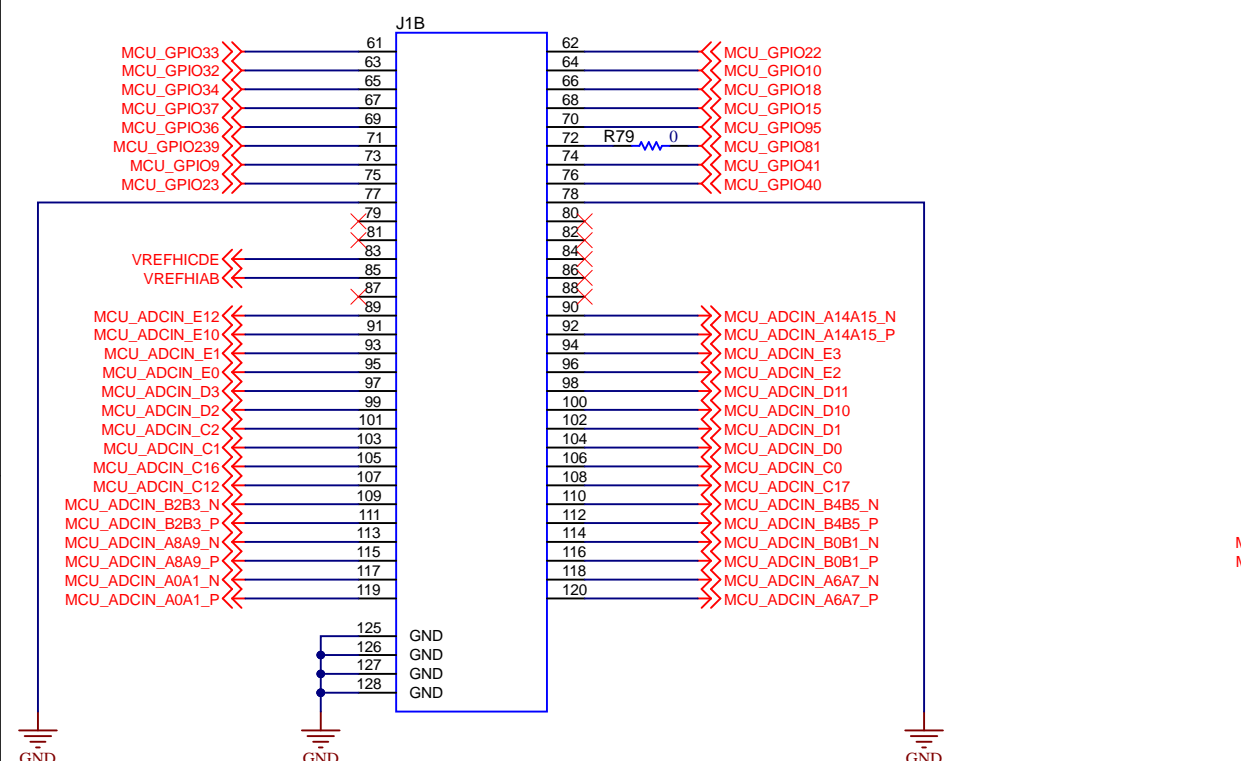 J1B
MCU_GPIO33 61 62 MCU_GPIO22
MCU_GPIO32 63 64 MCU_GPIO10
MCU_GPIO34 65 66 MCU_GPIO18
MCU_GPIO37 67 68 MCU_GPIO15
MCU_GPIO36 69 70 MCU_GPIO95
MCU_GPIO239 71 72 R79 0 MCU_GPIO81
MCU_GPIO9 73 74 MCU_GPIO41
MCU_GPIO23 75 76 MCU_GPIO40
77 78
79 80
81 82
VREFHICDE 83 84
VREFHIAB 85 86
87 88
MCU_ADCIN_E12 89 90 MCU_ADCIN_A14A15_N
MCU_ADCIN_E10 91 92 MCU_ADCIN_A14A15_P
MCU_ADCIN_E1 93 94 MCU_ADCIN_E3
MCU_ADCIN_E0 95 96 MCU_ADCIN_E2
MCU_ADCIN_D3 97 98 MCU_ADCIN_D11
MCU_ADCIN_D2 99 100 MCU_ADCIN_D10
MCU_ADCIN_C2 101 102 MCU_ADCIN_D1
MCU_ADCIN_C1 103 104 MCU_ADCIN_D0
MCU_ADCIN_C16 105 106 MCU_ADCIN_C0
MCU_ADCIN_C12 107 108 MCU_ADCIN_C17
MCU_ADCIN_B2B3_N 109 110 MCU_ADCIN_B4B5_N
MCU_ADCIN_B2B3_P 111 112 MCU_ADCIN_B4B5_P
MCU_ADCIN_A8A9_N 113 114 MCU_ADCIN_B0B1_N
MCU_ADCIN_A8A9_P 115 116 MCU_ADCIN_B0B1_P
MCU_ADCIN_A0A1_N 117 118 MCU_ADCIN_A6A7_N
MCU_ADCIN_A0A1_P 119 120 MCU_ADCIN_A6A7_P
125 GND
126 GND
127 GND
128 GND
GND GND GND